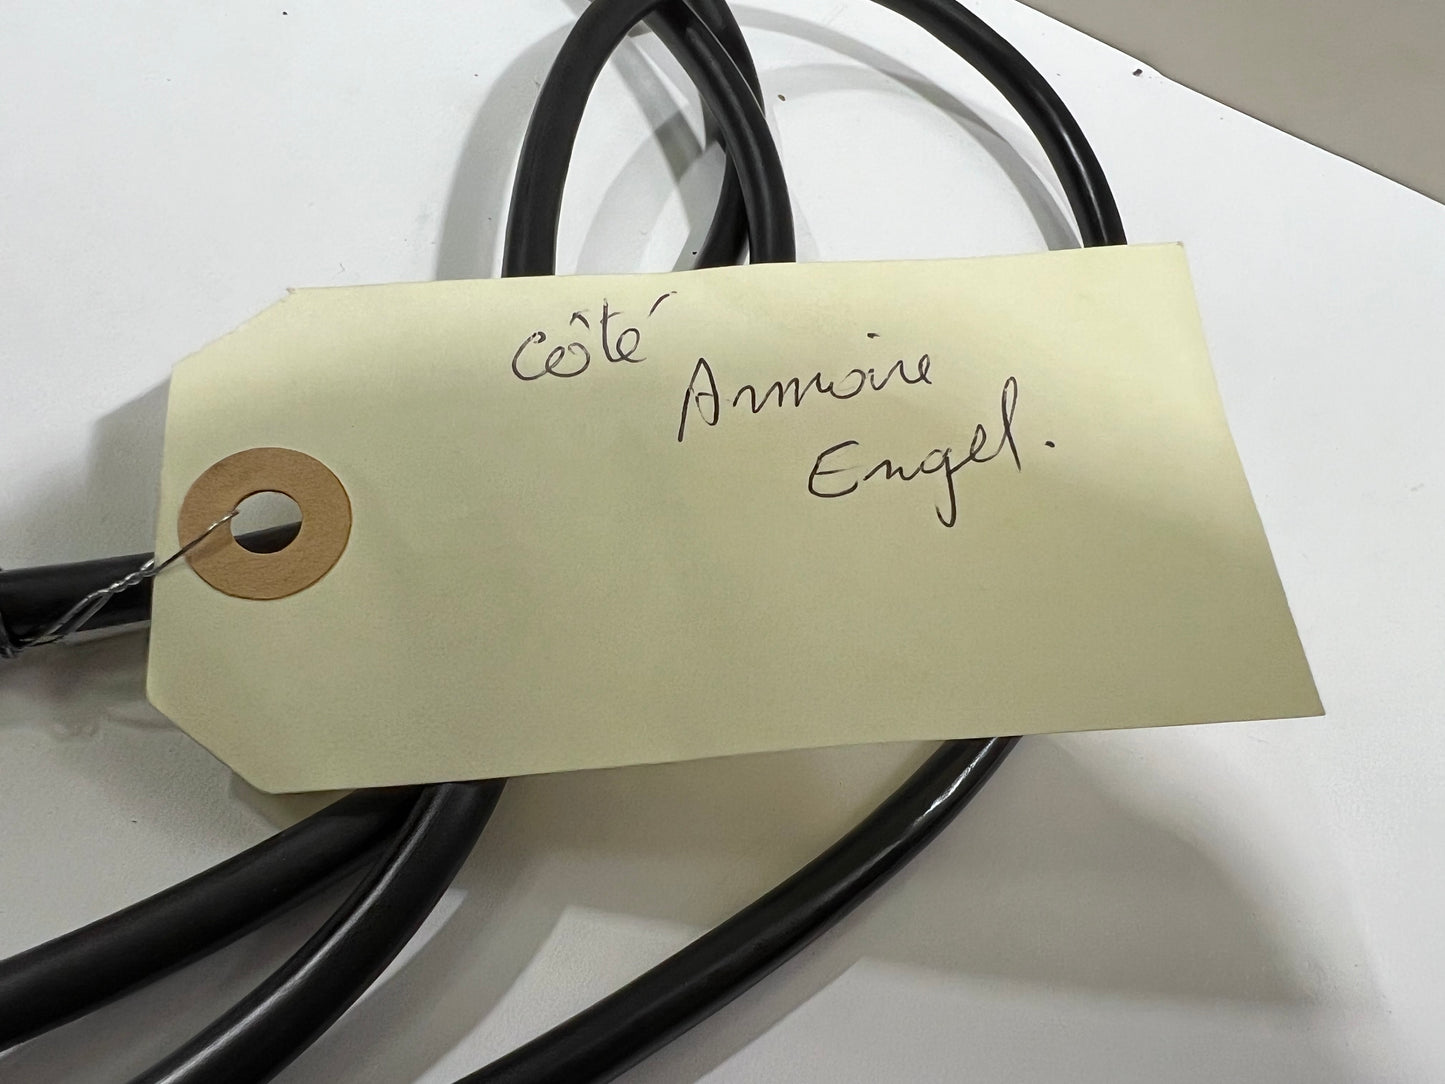 Côté
Armoire
Engel.